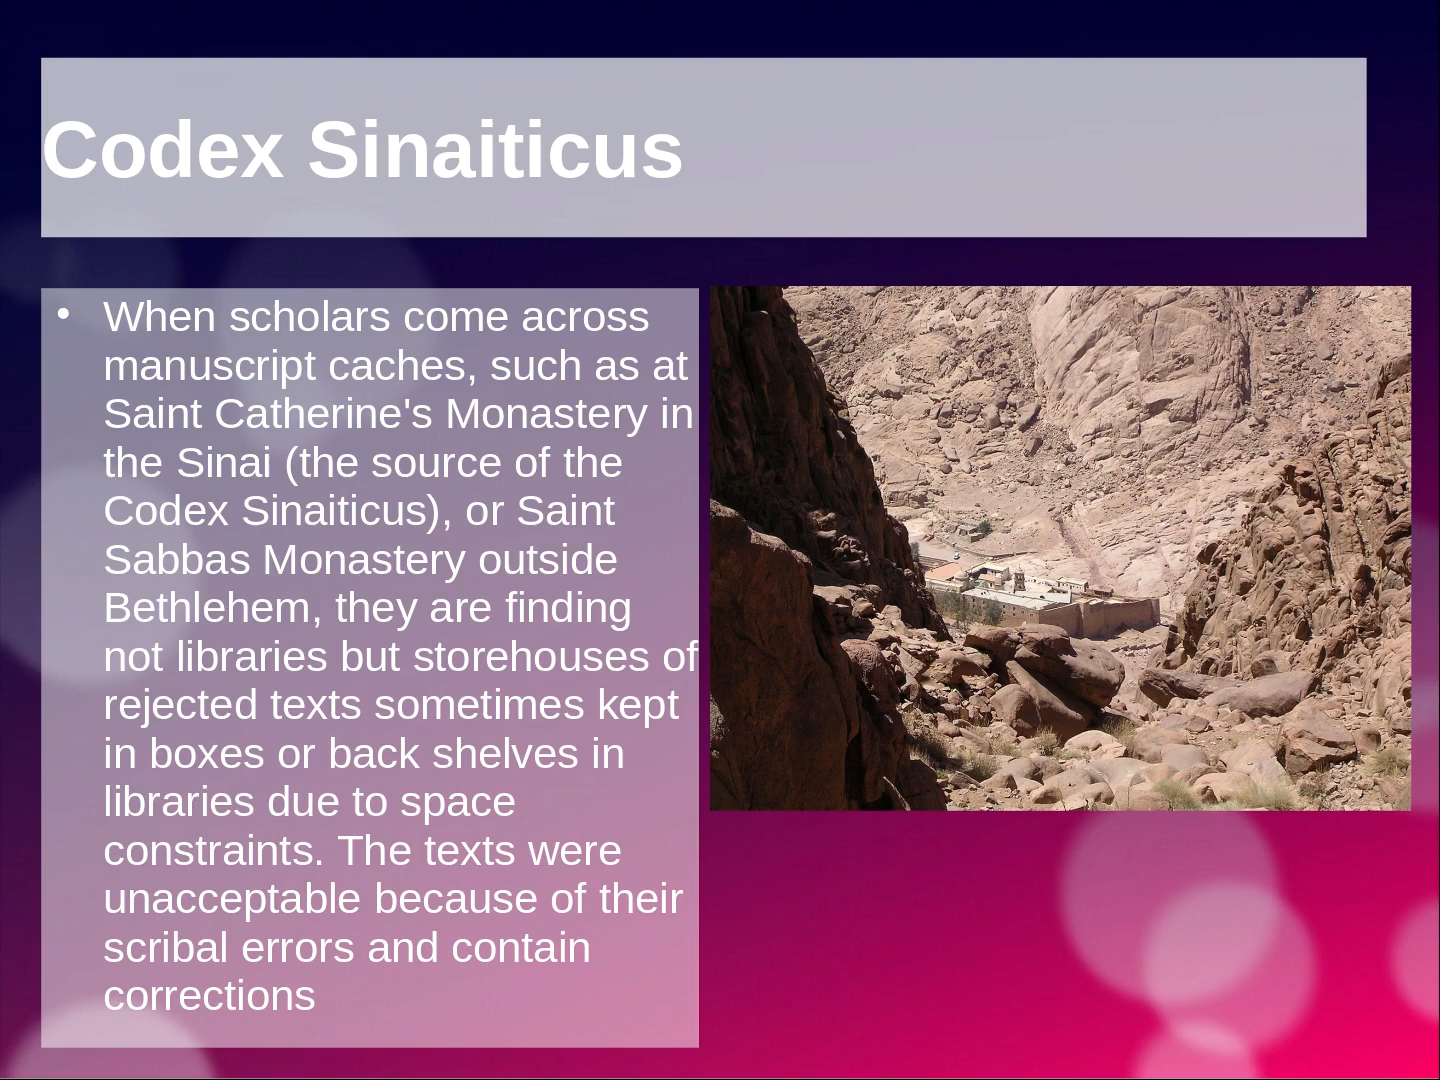 Codex Sinaiticus
• When scholars come across
manuscript caches, such as at
Saint Catherine's Monastery in
the Sinai (the source of the
Codex Sinaiticus), or Saint
Sabbas Monastery outside
Bethlehem, they are finding
not libraries but storehouses of
rejected texts sometimes kept
in boxes or back shelves in
libraries due to space
constraints. The texts were
unacceptable because of their
scribal errors and contain
corrections